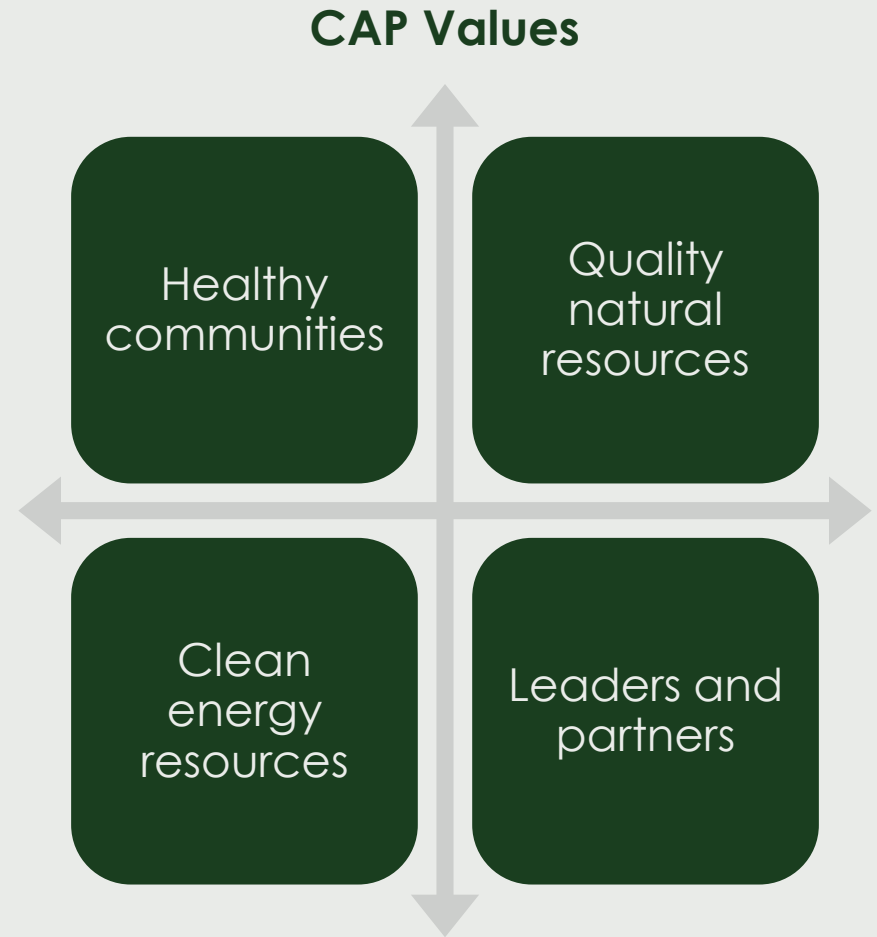 CAP Values
Healthy
communities
Quality
natural
resources
Clean
energy
resources
Leaders and
partners